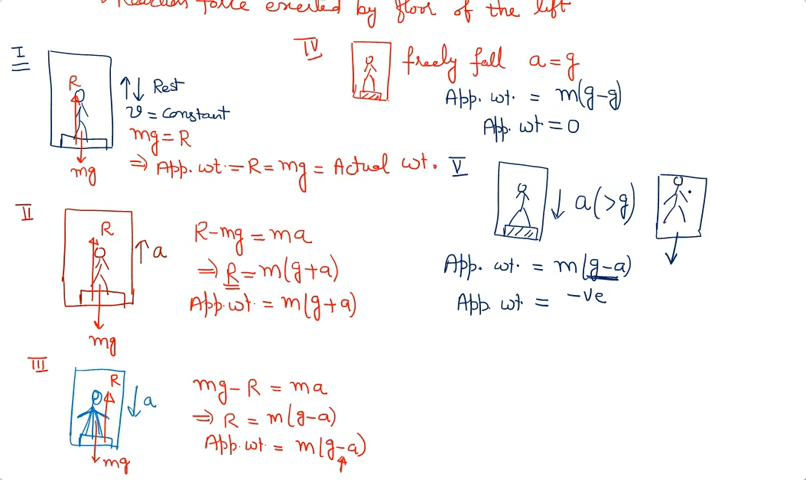 Reaction force exerted by floor of the lift
I
R
↑↓ Rest
v = Constant
mg = R
⇒ App. wt. = R = mg = Actual wt.
mg
II
R
↑ a
R - mg = ma
⇒ R = m(g+a)
App. wt = m(g+a)
mg
III
R
↓ a
mg - R = ma
⇒ R = m(g-a)
App. wt = m(g-a)
mg
IV
freely fall a = g
App. wt. = m(g-g)
App. wt = 0
V
↓ a(>g)
App. wt = m(g-a)
App. wt = -ve